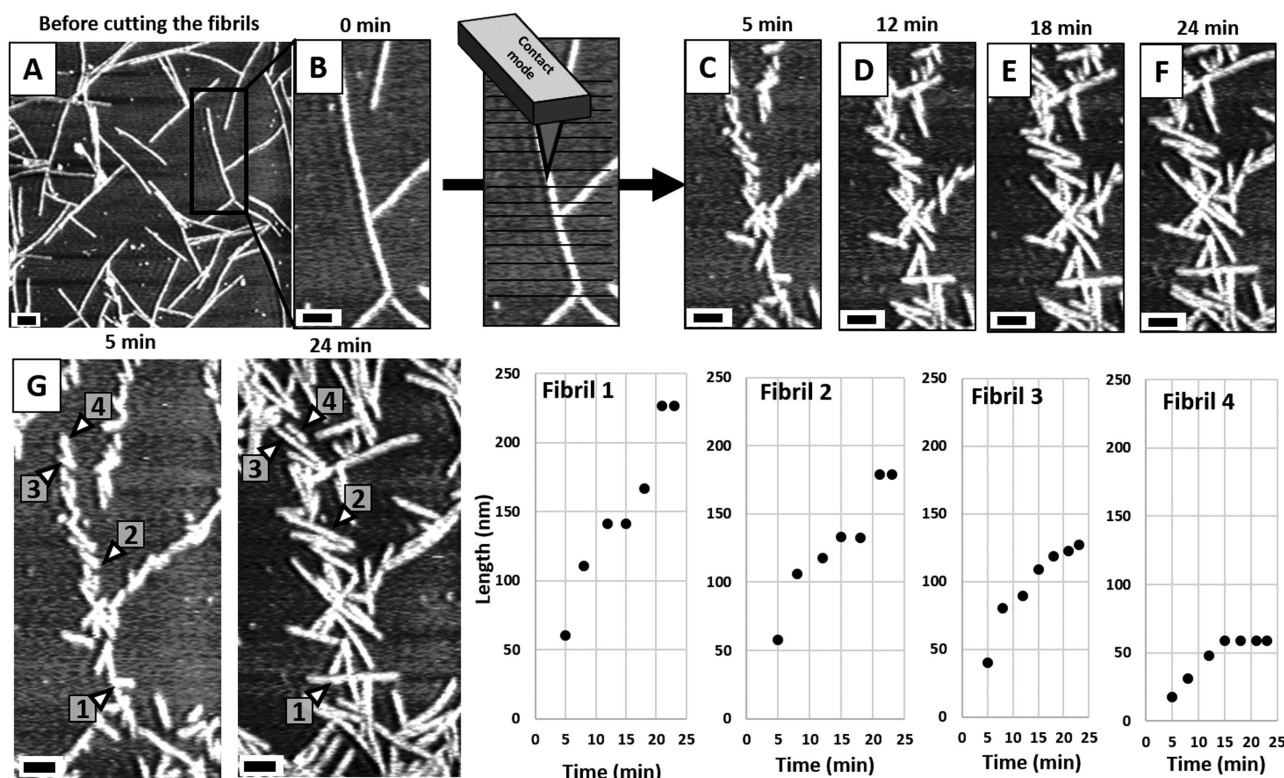 Before cutting the fibrils
0 min
5 min
12 min
18 min
24 min
A
B
Contact
mode
C
D
E
F
5 min
24 min
G
4
3
2
1
4
3
2
1
Fibril 1
Fibril 2
Fibril 3
Fibril 4
Length (nm)
250
200
150
100
50
0
250
200
150
100
50
0
250
200
150
100
50
0
250
200
150
100
50
0
0 5 10 15 20 25
0 5 10 15 20 25
0 5 10 15 20 25
0 5 10 15 20 25
Time (min)
Time (min)
Time (min)
Time (min)